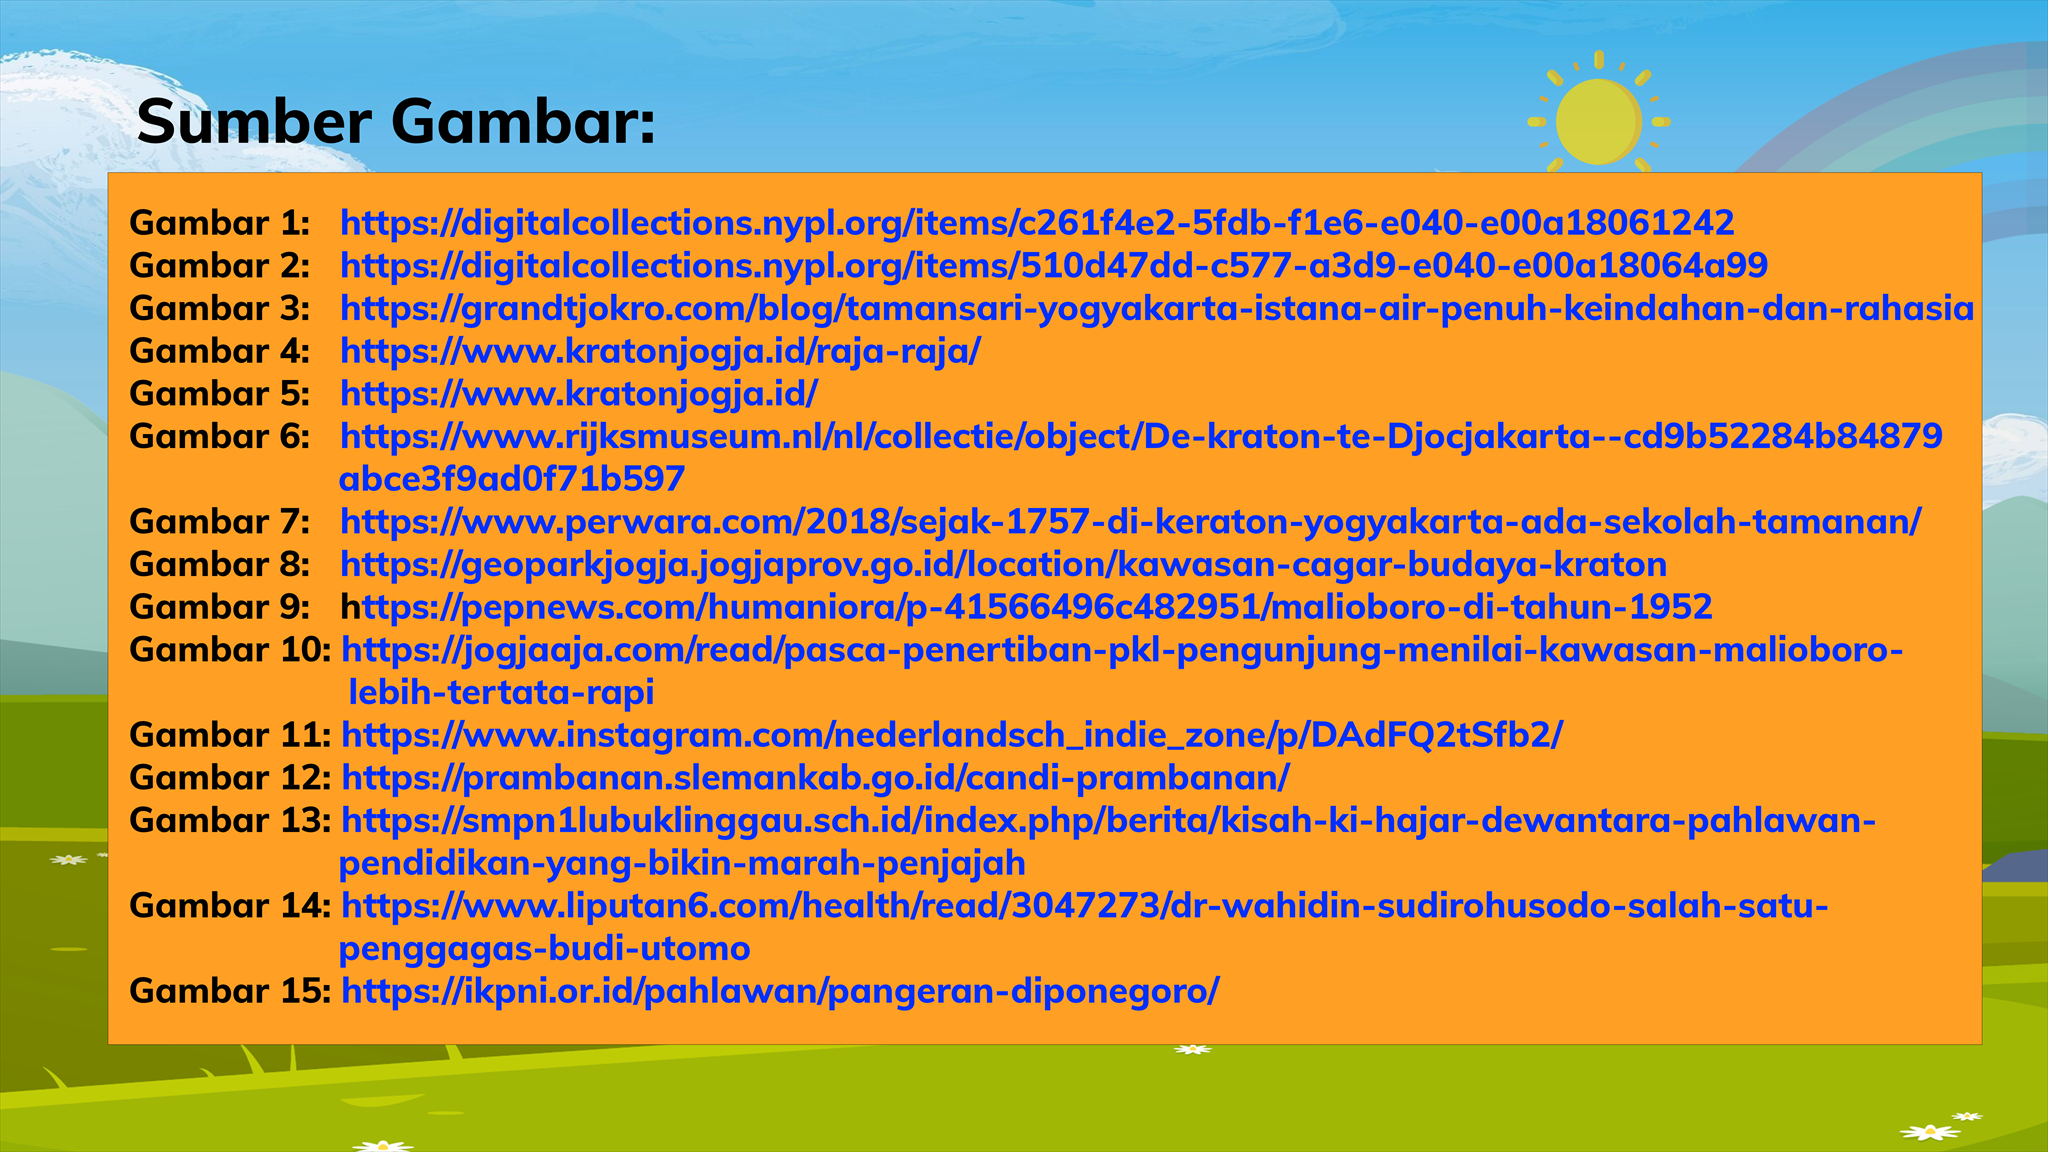 Sumber Gambar:
Gambar 1: https://digitalcollections.nypl.org/items/c261f4e2-5fdb-f1e6-e040-e00a18061242
Gambar 2: https://digitalcollections.nypl.org/items/510d47dd-c577-a3d9-e040-e00a18064a99
Gambar 3: https://grandtjokro.com/blog/tamansari-yogyakarta-istana-air-penuh-keindahan-dan-rahasia
Gambar 4: https://www.kratonjogja.id/raja-raja/
Gambar 5: https://www.kratonjogja.id/
Gambar 6: https://www.rijksmuseum.nl/nl/collectie/object/De-kraton-te-Djocjakarta--cd9b52284b84879
abce3f9ad0f71b597
Gambar 7: https://www.perwara.com/2018/sejak-1757-di-keraton-yogyakarta-ada-sekolah-tamanan/
Gambar 8: https://geoparkjogja.jogjaprov.go.id/location/kawasan-cagar-budaya-kraton
Gambar 9: https://pepnews.com/humaniora/p-41566496c482951/malioboro-di-tahun-1952
Gambar 10: https://jogjaaja.com/read/pasca-penertiban-pkl-pengunjung-menilai-kawasan-malioboro-
lebih-tertata-rapi
Gambar 11: https://www.instagram.com/nederlandsch_indie_zone/p/DAdFQ2tSfb2/
Gambar 12: https://prambanan.slemankab.go.id/candi-prambanan/
Gambar 13: https://smpn1lubuklinggau.sch.id/index.php/berita/kisah-ki-hajar-dewantara-pahlawan-
pendidikan-yang-bikin-marah-penjajah
Gambar 14: https://www.liputan6.com/health/read/3047273/dr-wahidin-sudirohusodo-salah-satu-
penggagas-budi-utomo
Gambar 15: https://ikpni.or.id/pahlawan/pangeran-diponegoro/